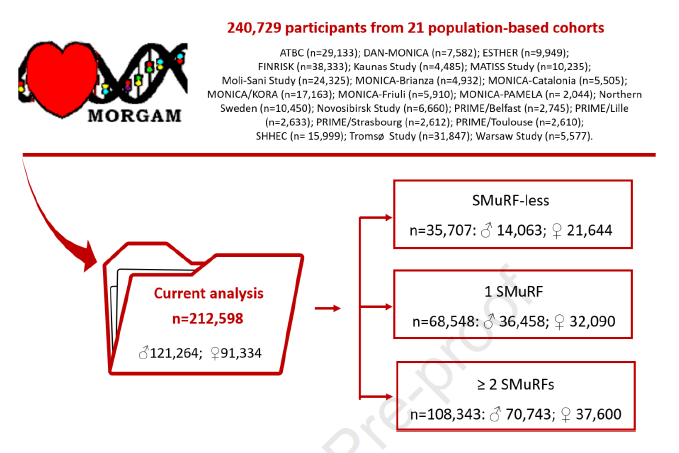 240,729 participants from 21 population-based cohorts
ATBC (n=29,133); DAN-MONICA (n=7,582); ESTHER (n=9,949);
FINRISK (n=38,333); Kaunas Study (n=4,485); MATISS Study (n=10,235);
Moli-Sani Study (n=24,325); MONICA-Brianza (n=4,932); MONICA-Catalonia (n=5,505);
MONICA/KORA (n=17,163); MONICA-Friuli (n=5,910); MONICA-PAMELA (n= 2,044); Northern
Sweden (n=10,450); Novosibirsk Study (n=6,660); PRIME/Belfast (n=2,745); PRIME/Lille
(n=2,633); PRIME/Strasbourg (n=2,612); PRIME/Toulouse (n=2,610);
SHHEC (n= 15,999); Tromsø Study (n=31,847); Warsaw Study (n=5,577).
MORGAM
SMuRF-less
n=35,707: ♂ 14,063; ♀ 21,644
Current analysis
n=212,598
♂121,264; ♀91,334
1 SMuRF
n=68,548: ♂ 36,458; ♀ 32,090
≥ 2 SMuRFs
n=108,343: ♂ 70,743; ♀ 37,600
Pre-proof